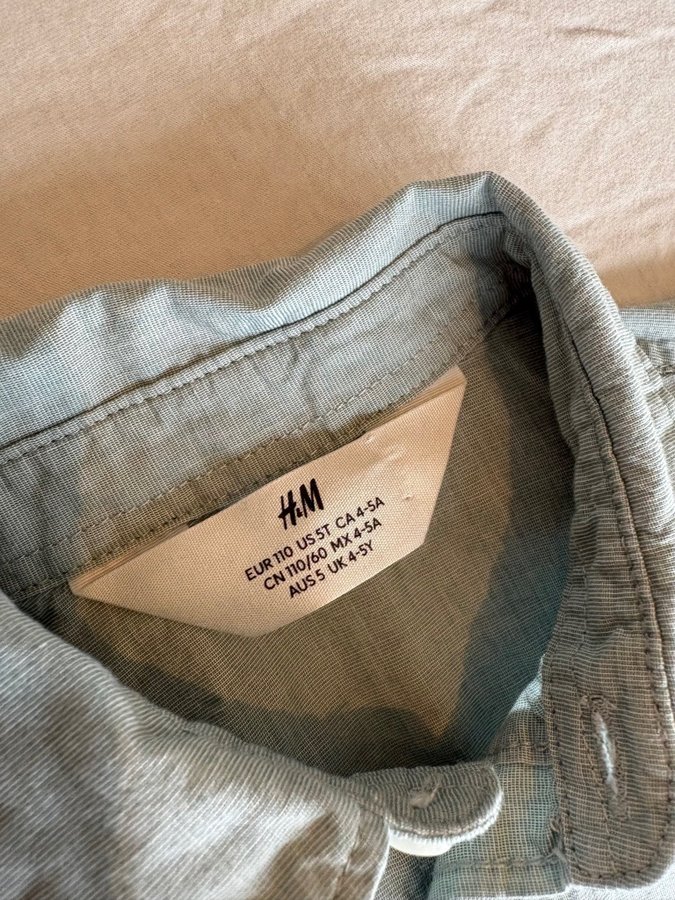 H&M
EUR 110 US 5T CA 4-5A
CN 110/60 MX 4-5A
AUS 5 UK 4-5Y